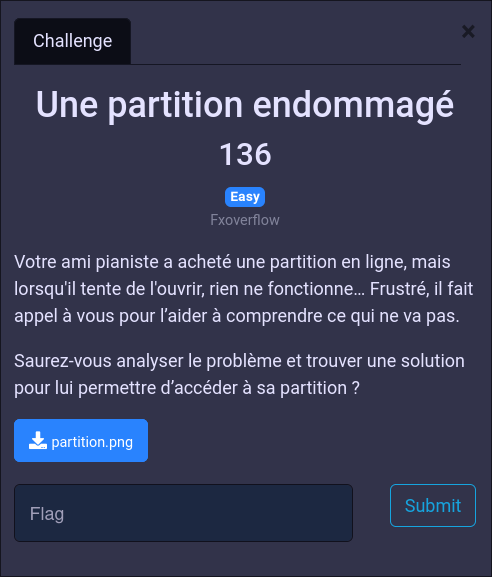 Challenge
×
Une partition endommagé
136
Easy
Fxoverflow
Votre ami pianiste a acheté une partition en ligne, mais
lorsqu'il tente de l'ouvrir, rien ne fonctionne… Frustré, il fait
appel à vous pour l’aider à comprendre ce qui ne va pas.
Saurez-vous analyser le problème et trouver une solution
pour lui permettre d’accéder à sa partition ?
partition.png
Flag
Submit